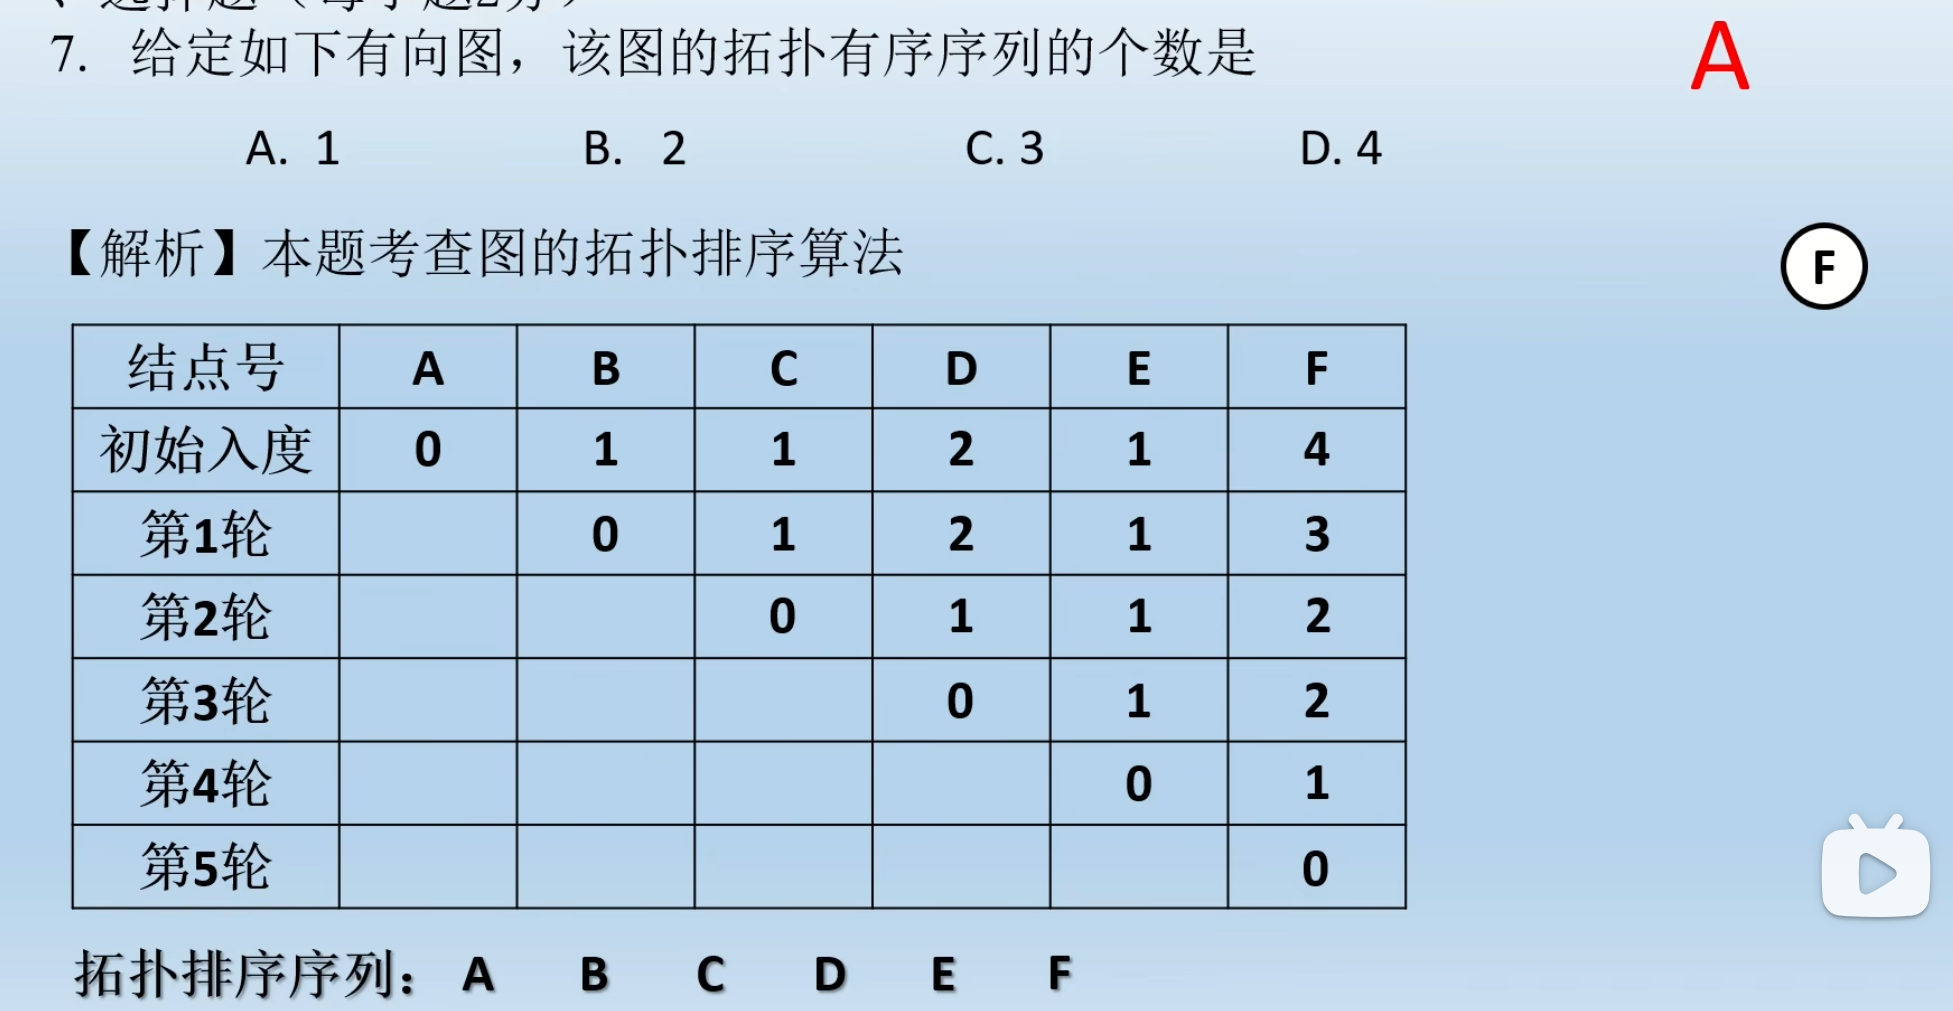 7. 给定如下有向图，该图的拓扑有序序列的个数是 A
A. 1 B. 2 C. 3 D. 4
【解析】本题考查图的拓扑排序算法
F
结点号 A B C D E F
初始入度 0 1 1 2 1 4
第1轮 0 1 2 1 3
第2轮 0 1 1 2
第3轮 0 1 2
第4轮 0 1
第5轮 0
拓扑排序序列： A B C D E F